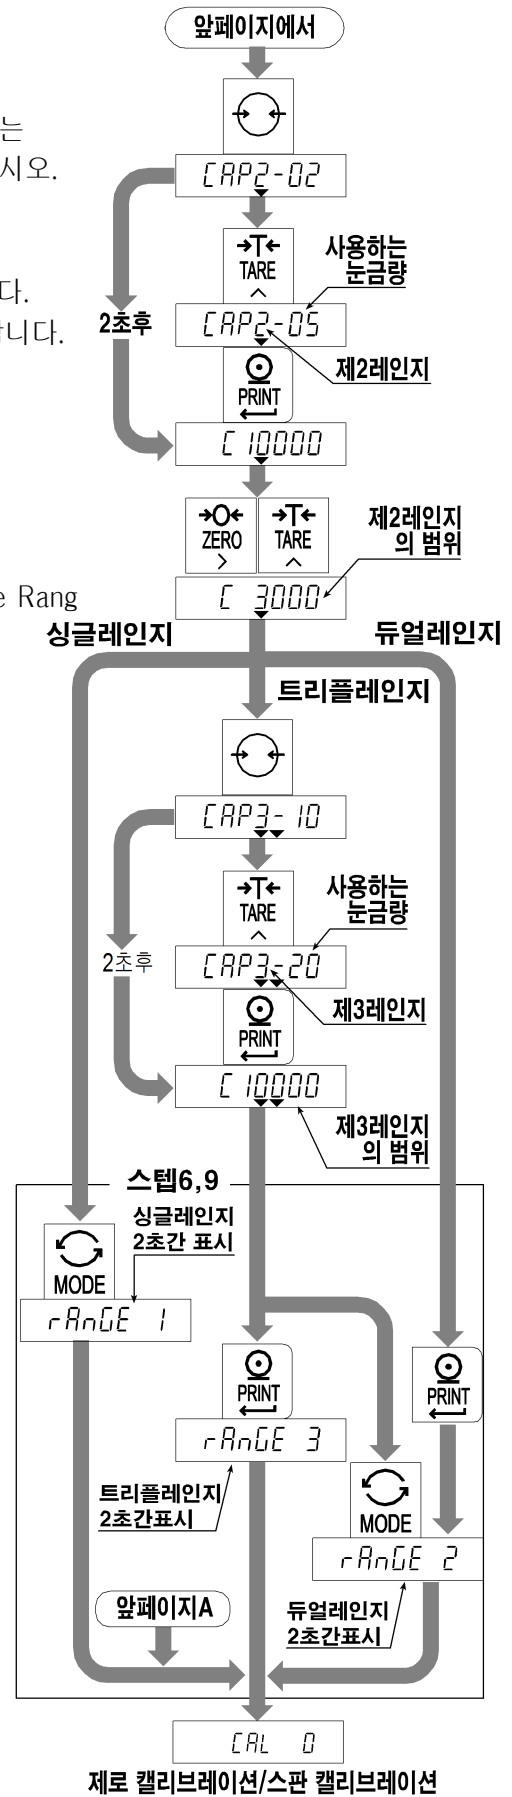 앞페이지에서
는
시오.
CAP2-02
→T←
TARE
사용하는
눈금량
다.
2초후
니다.
CAP2-05
제2레인지
PRINT
C 10000
→0←
ZERO
→T←
TARE
제2레인지
의 범위
e Rang
C 3000
싱글레인지
듀얼레인지
트리플레인지
CAP3-10
→T←
TARE
사용하는
눈금량
2초후
CAP3-20
제3레인지
PRINT
C 10000
제3레인지
의 범위
스텝6,9
싱글레인지
2초간 표시
MODE
rAnGE 1
PRINT
PRINT
rAnGE 3
트리플레인지
2초간표시
MODE
rAnGE 2
앞페이지A
듀얼레인지
2초간표시
CAL 0
제로 캘리브레이션/스판 캘리브레이션